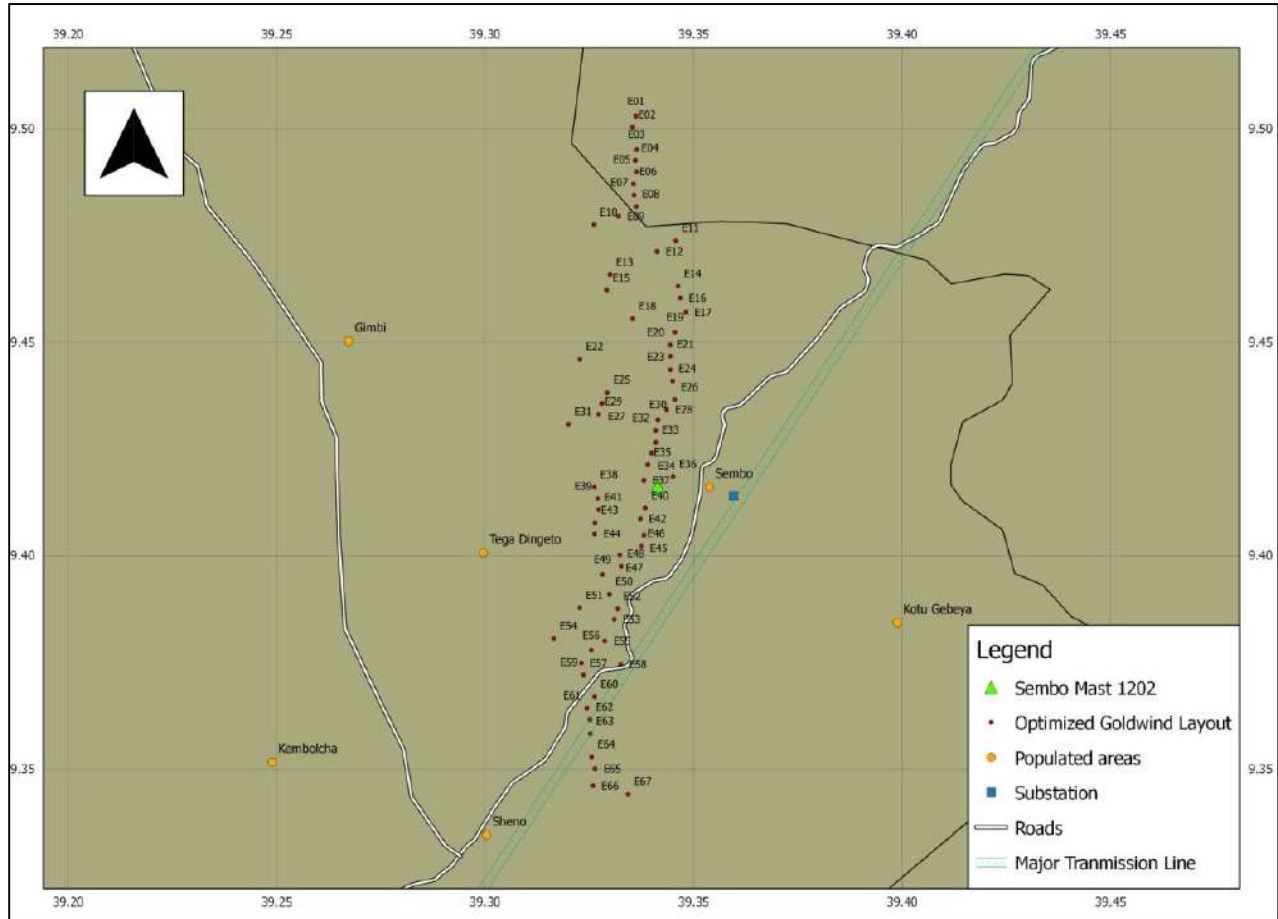 39.20 39.25 39.30 39.35 39.40 39.45
9.50 9.50
E01
E02
E03
E04
E05
E06
E07
E08
E10 E09
E11
E12
E13
E14
E15
E16
E17
E18
E19
Gimbi
E20
9.45 9.45
E21
E22 E23
E24
E25 E26
E29 E30
E31 E27 E32 E28
E33
E35
E34 E36
E38 E37 Sembo
E39
E41 E40
E43 E42
E44 E46
Tega Dingeto E45
9.40 9.40
E49 E48
E47
E50
E51 E52
E53 Kotu Gebeya
E54 E56 E55
E59 E57 E58
E60
E61
E62
E63
Kembolcha E64
9.35 9.35
E65
E66 E67
Sheno
Legend
Sembo Mast 1202
Optimized Goldwind Layout
Populated areas
Substation
Roads
Major Tranmission Line
39.20 39.25 39.30 39.35 39.40 39.45